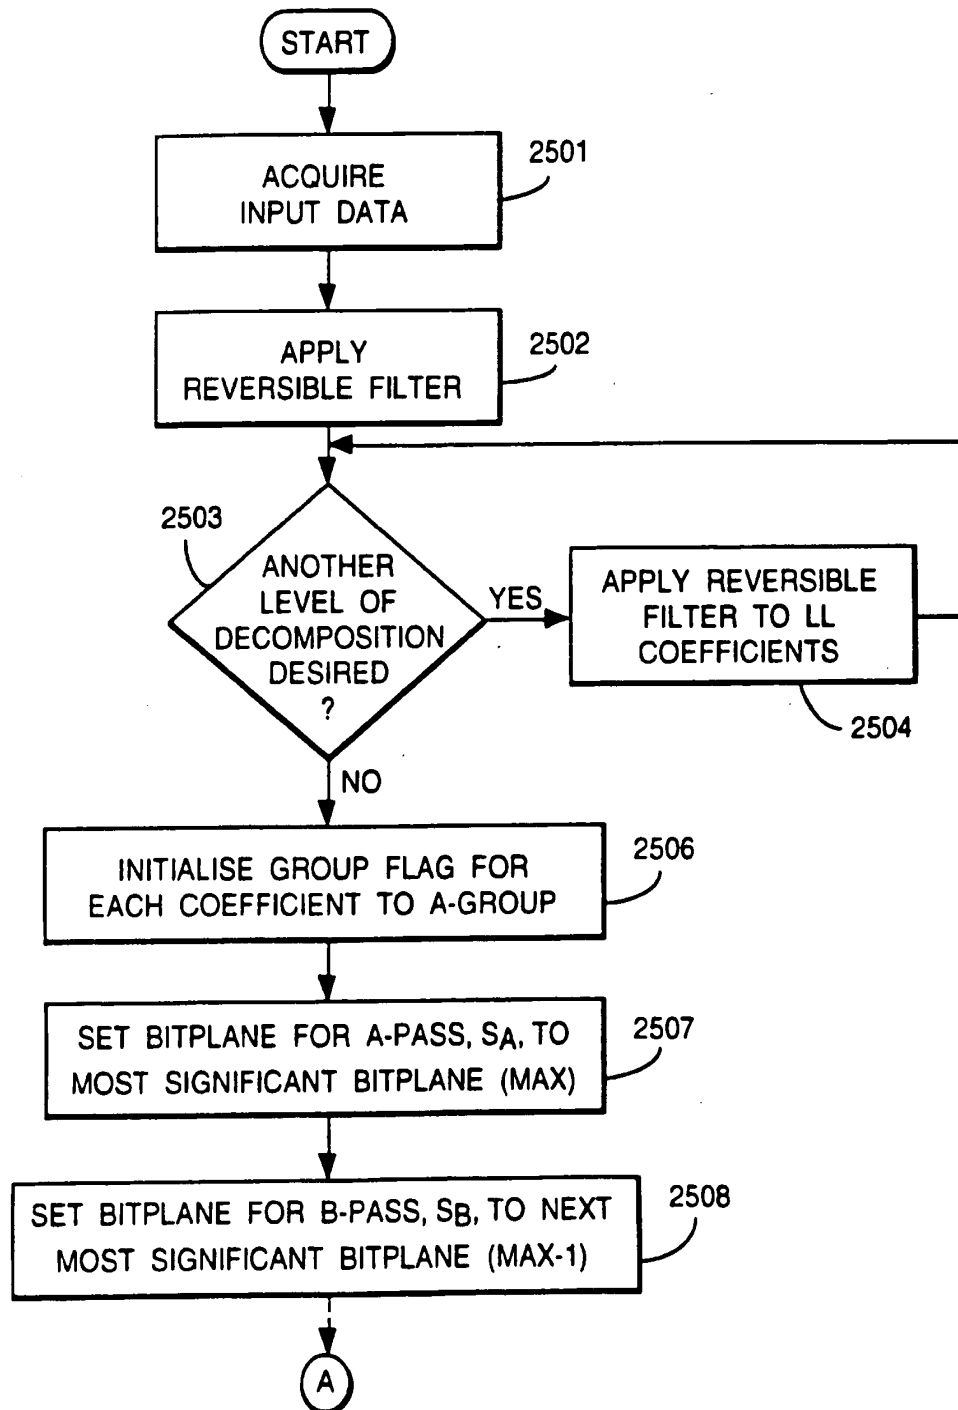 START
ACQUIRE
INPUT DATA
2501
APPLY
REVERSIBLE FILTER
2502
2503
ANOTHER
LEVEL OF
DECOMPOSITION
DESIRED
?
YES
APPLY REVERSIBLE
FILTER TO LL
COEFFICIENTS
2504
NO
INITIALISE GROUP FLAG FOR
EACH COEFFICIENT TO A-GROUP
2506
SET BITPLANE FOR A-PASS, SA, TO
MOST SIGNIFICANT BITPLANE (MAX)
2507
SET BITPLANE FOR B-PASS, SB, TO NEXT
MOST SIGNIFICANT BITPLANE (MAX-1)
2508
A